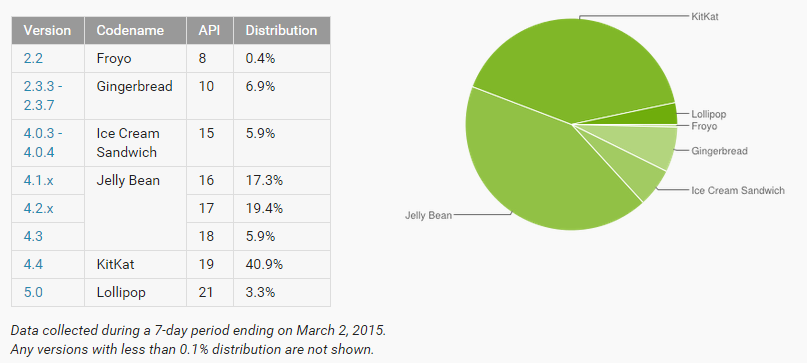 Version Codename API Distribution
2.2 Froyo 8 0.4%
2.3.3 - Gingerbread 10 6.9%
2.3.7
4.0.3 - Ice Cream 15 5.9%
4.0.4 Sandwich
4.1.x Jelly Bean 16 17.3%
4.2.x 17 19.4%
4.3 18 5.9%
4.4 KitKat 19 40.9%
5.0 Lollipop 21 3.3%
Data collected during a 7-day period ending on March 2, 2015.
Any versions with less than 0.1% distribution are not shown.
KitKat
Lollipop
Froyo
Gingerbread
Ice Cream Sandwich
Jelly Bean